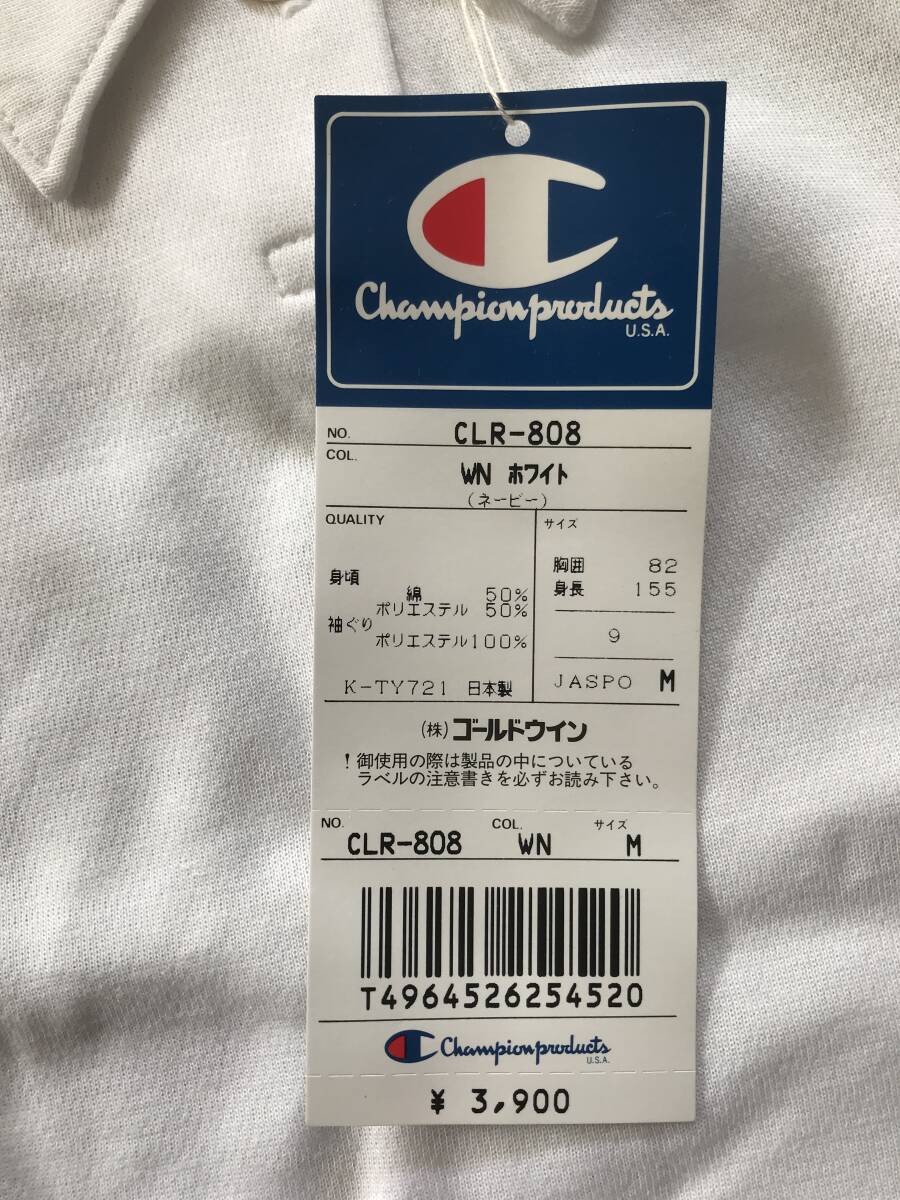 Champion products
U.S.A.
NO. CLR-808
COL. WN ホワイト
(ネービー)
QUALITY
身頃
綿 50%
ポリエステル 50%
袖ぐり
ポリエステル100%
K-TY721 日本製
サイズ
胸囲 82
身長 155
9
JASPO M
(株)ゴールドウイン
!御使用の際は製品の中についている
ラベルの注意書きを必ずお読み下さい。
NO. CLR-808 COL. WN サイズ M
T4964526254520
Champion products
U.S.A.
¥ 3,900